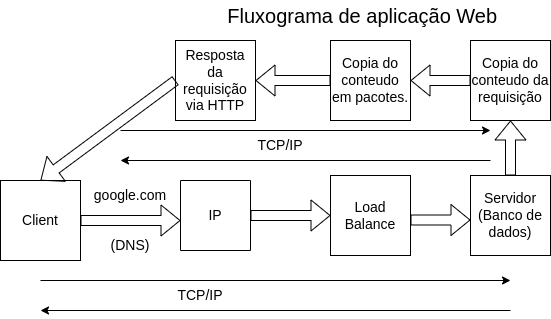 Fluxograma de aplicação Web
Resposta
da
requisição
via HTTP
Copia do
conteudo
em pacotes.
Copia do
conteudo da
requisição
TCP/IP
Client
google.com
(DNS)
IP
Load
Balance
Servidor
(Banco de
dados)
TCP/IP